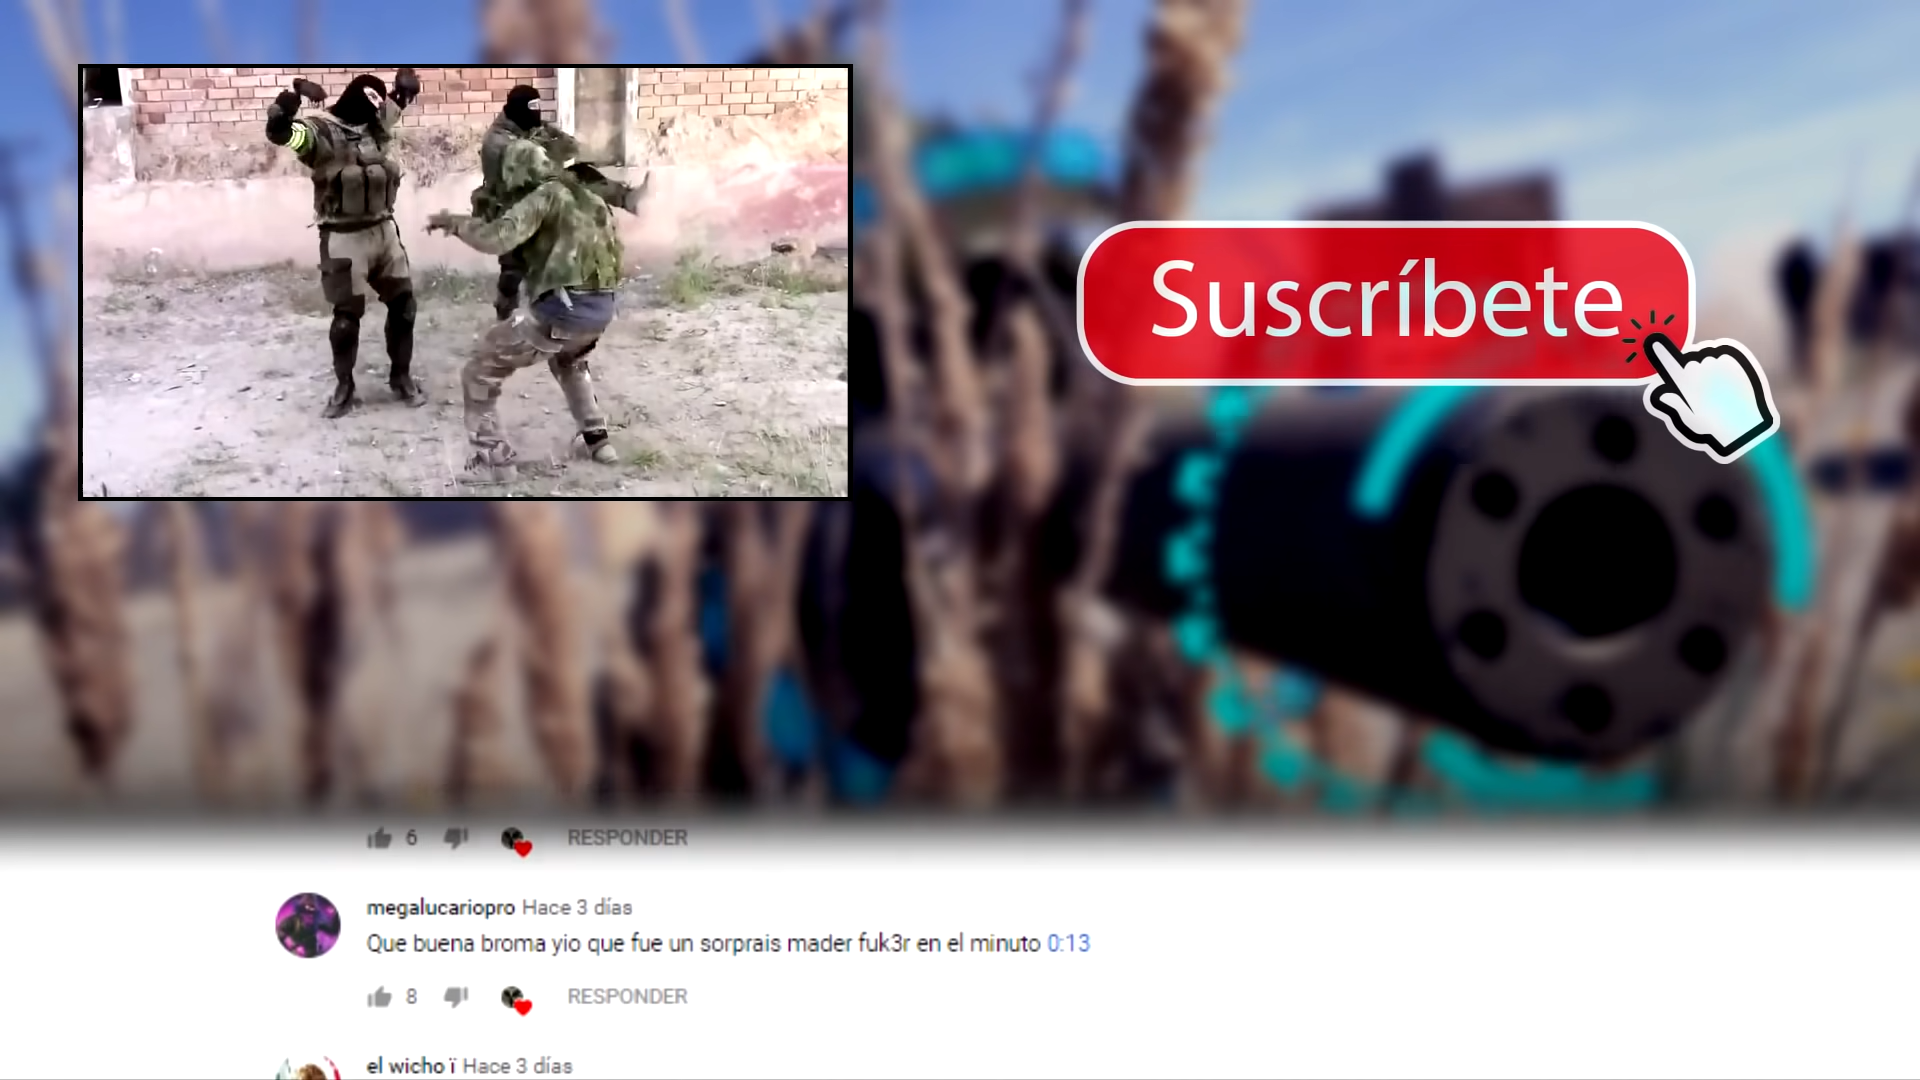 Suscríbete
6 RESPONDER
megalucariopro Hace 3 días
Que buena broma yio que fue un sorprais mader fuk3r en el minuto 0:13
8 RESPONDER
el wicho ï Hace 3 días